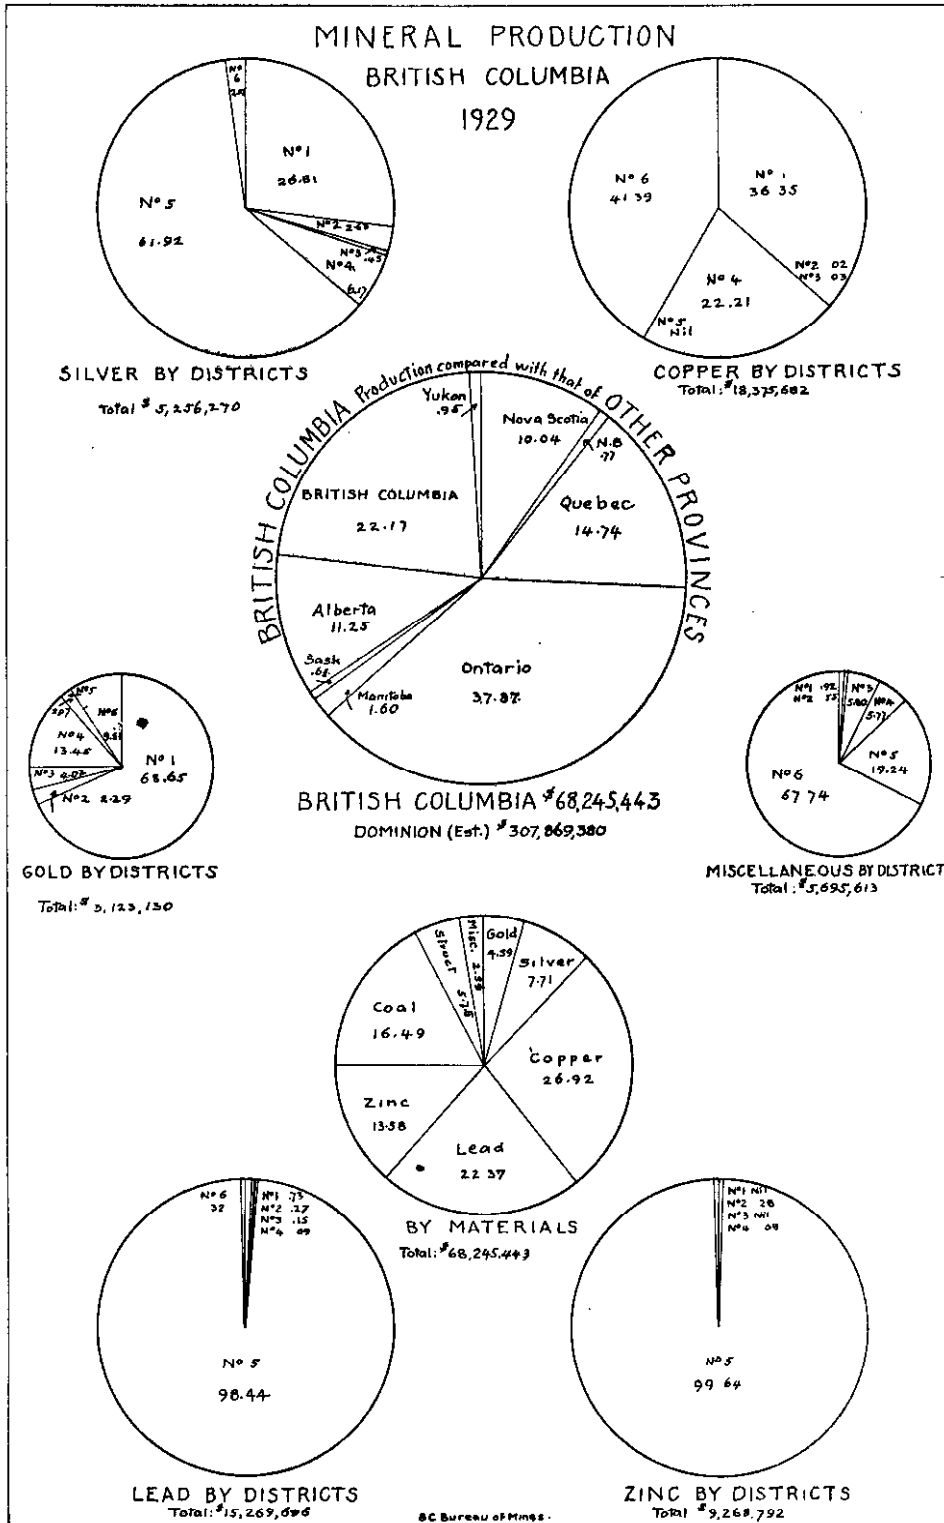 MINERAL PRODUCTION
BRITISH COLUMBIA
1929
No 6
No 1
26.81
No 2 2.60
No 3 .45
No 4
6.17
No 5
61.92
SILVER BY DISTRICTS
Total $5,256,270
No 1
36 35
No 2 02
No 3 03
No 4
22.21
No 5
Nil
No 6
41 39
COPPER BY DISTRICTS
Total: $18,375,682
BRITISH COLUMBIA Production compared with that of OTHER PROVINCES
Yukon
.95
Nova Scotia
10.04
N.B
.77
Quebec
14.74
BRITISH COLUMBIA
22.17
Alberta
11.25
Sask
Manitoba
1.60
Ontario
37.87
BRITISH COLUMBIA $68,245,443
DOMINION (Est.) $307,869,380
No 5
2.07
No 6
No 4
13.45
No 3 4.02
No 2 2.29
No 1
68.65
GOLD BY DISTRICTS
Total: $3,123,130
No 1 .92
No 2 .55
No 3
5.80
No 4
5.77
No 5
19.24
No 6
67 74
MISCELLANEOUS BY DISTRICT
Total: $5,695,613
Struct
Misc.
Gold
4.59
Silver
7.71
Coal
16.49
Copper
26.92
Zinc
13.58
Lead
22 37
BY MATERIALS
Total: $68,245.443
No 6
32
No 1 .73
No 2 .27
No 3 .15
No 4 09
No 5
98.44
LEAD BY DISTRICTS
Total: $15,269,696
No 1 Nil
No 2 28
No 3 Nil
No 4 08
No 5
99 64
ZINC BY DISTRICTS
Total $9,268,792
BC Bureau of Mines.